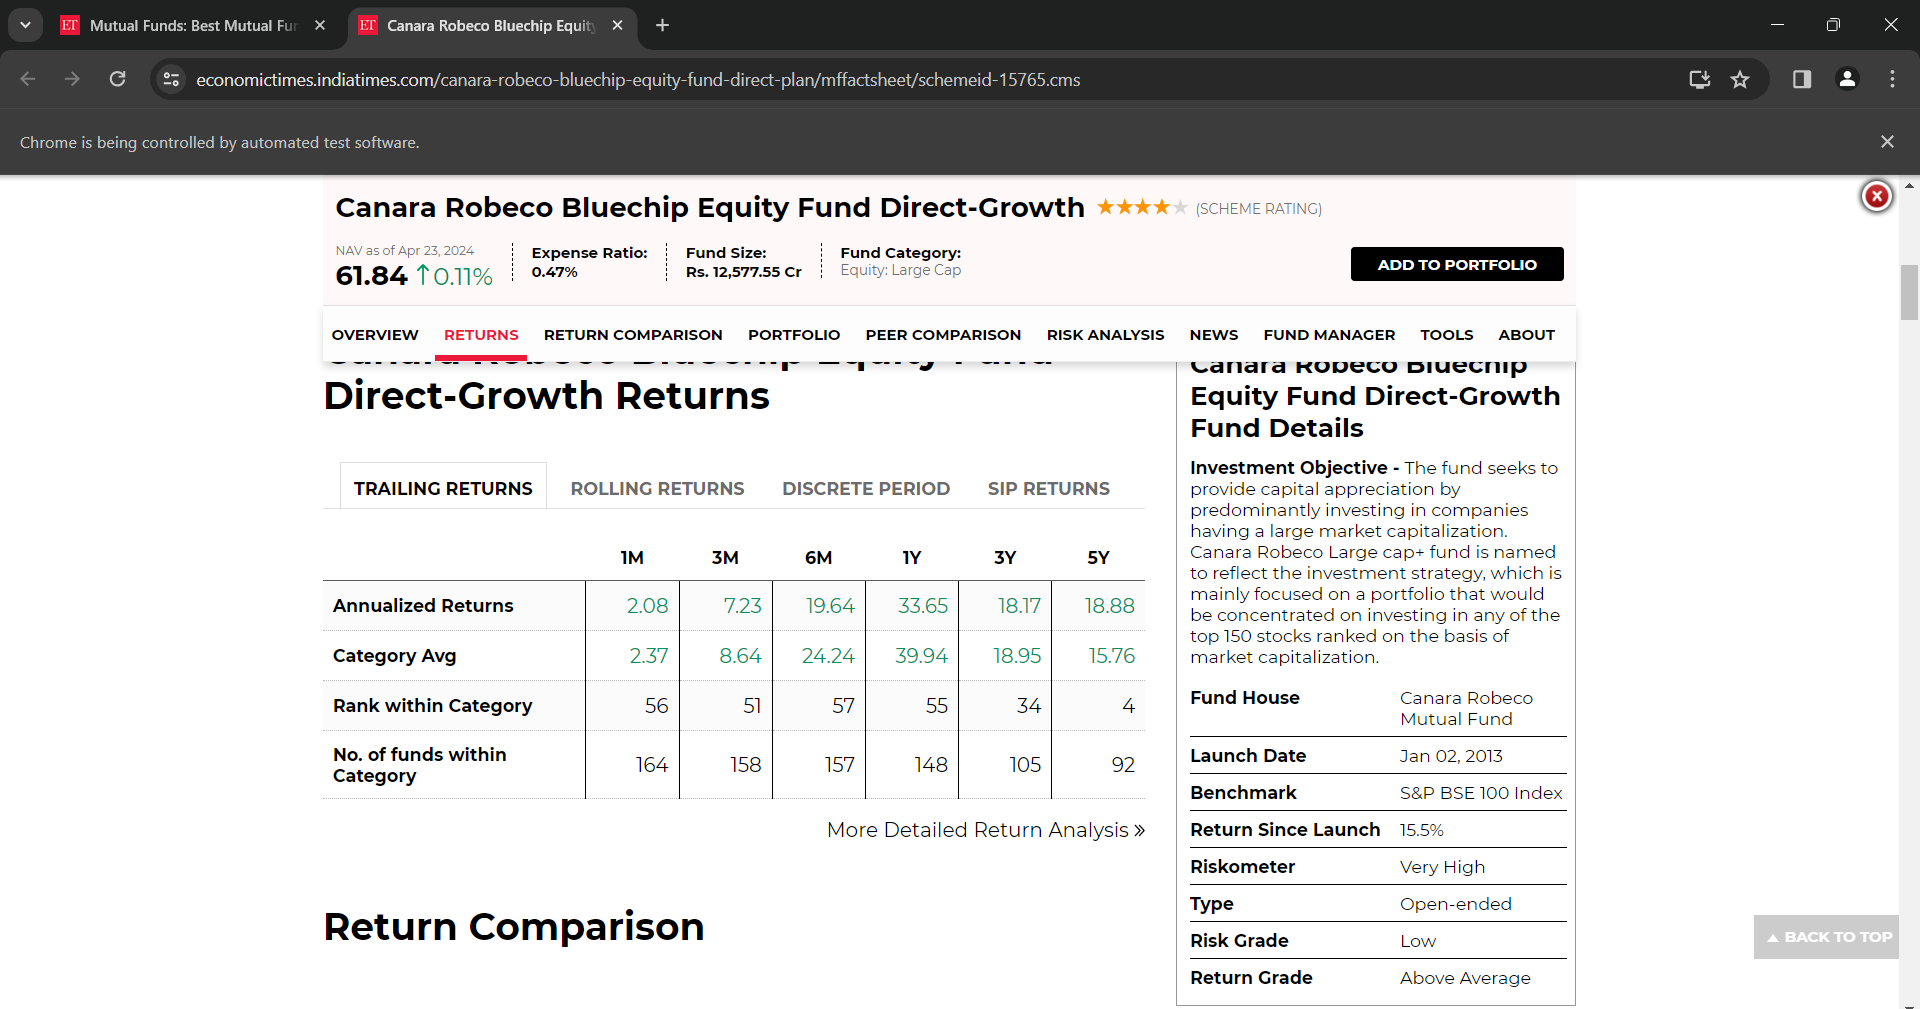 ET Mutual Funds: Best Mutual Fun
ET Canara Robeco Bluechip Equity
economictimes.indiatimes.com/canara-robeco-bluechip-equity-fund-direct-plan/mffactsheet/schemeid-15765.cms
Chrome is being controlled by automated test software.
Canara Robeco Bluechip Equity Fund Direct-Growth (SCHEME RATING)
NAV as of Apr 23, 2024
61.84 ↑0.11%
Expense Ratio:
0.47%
Fund Size:
Rs. 12,577.55 Cr
Fund Category:
Equity: Large Cap
ADD TO PORTFOLIO
OVERVIEW RETURNS RETURN COMPARISON PORTFOLIO PEER COMPARISON RISK ANALYSIS NEWS FUND MANAGER TOOLS ABOUT
Canara Robeco Bluechip Equity Fund
Direct-Growth Returns
TRAILING RETURNS ROLLING RETURNS DISCRETE PERIOD SIP RETURNS
1M 3M 6M 1Y 3Y 5Y
Annualized Returns 2.08 7.23 19.64 33.65 18.17 18.88
Category Avg 2.37 8.64 24.24 39.94 18.95 15.76
Rank within Category 56 51 57 55 34 4
No. of funds within
Category 164 158 157 148 105 92
More Detailed Return Analysis »
Return Comparison
Canara Robeco Bluechip
Equity Fund Direct-Growth
Fund Details
Investment Objective - The fund seeks to
provide capital appreciation by
predominantly investing in companies
having a large market capitalization.
Canara Robeco Large cap+ fund is named
to reflect the investment strategy, which is
mainly focused on a portfolio that would
be concentrated on investing in any of the
top 150 stocks ranked on the basis of
market capitalization.
Fund House Canara Robeco
Mutual Fund
Launch Date Jan 02, 2013
Benchmark S&P BSE 100 Index
Return Since Launch 15.5%
Riskometer Very High
Type Open-ended
Risk Grade Low
Return Grade Above Average
BACK TO TOP